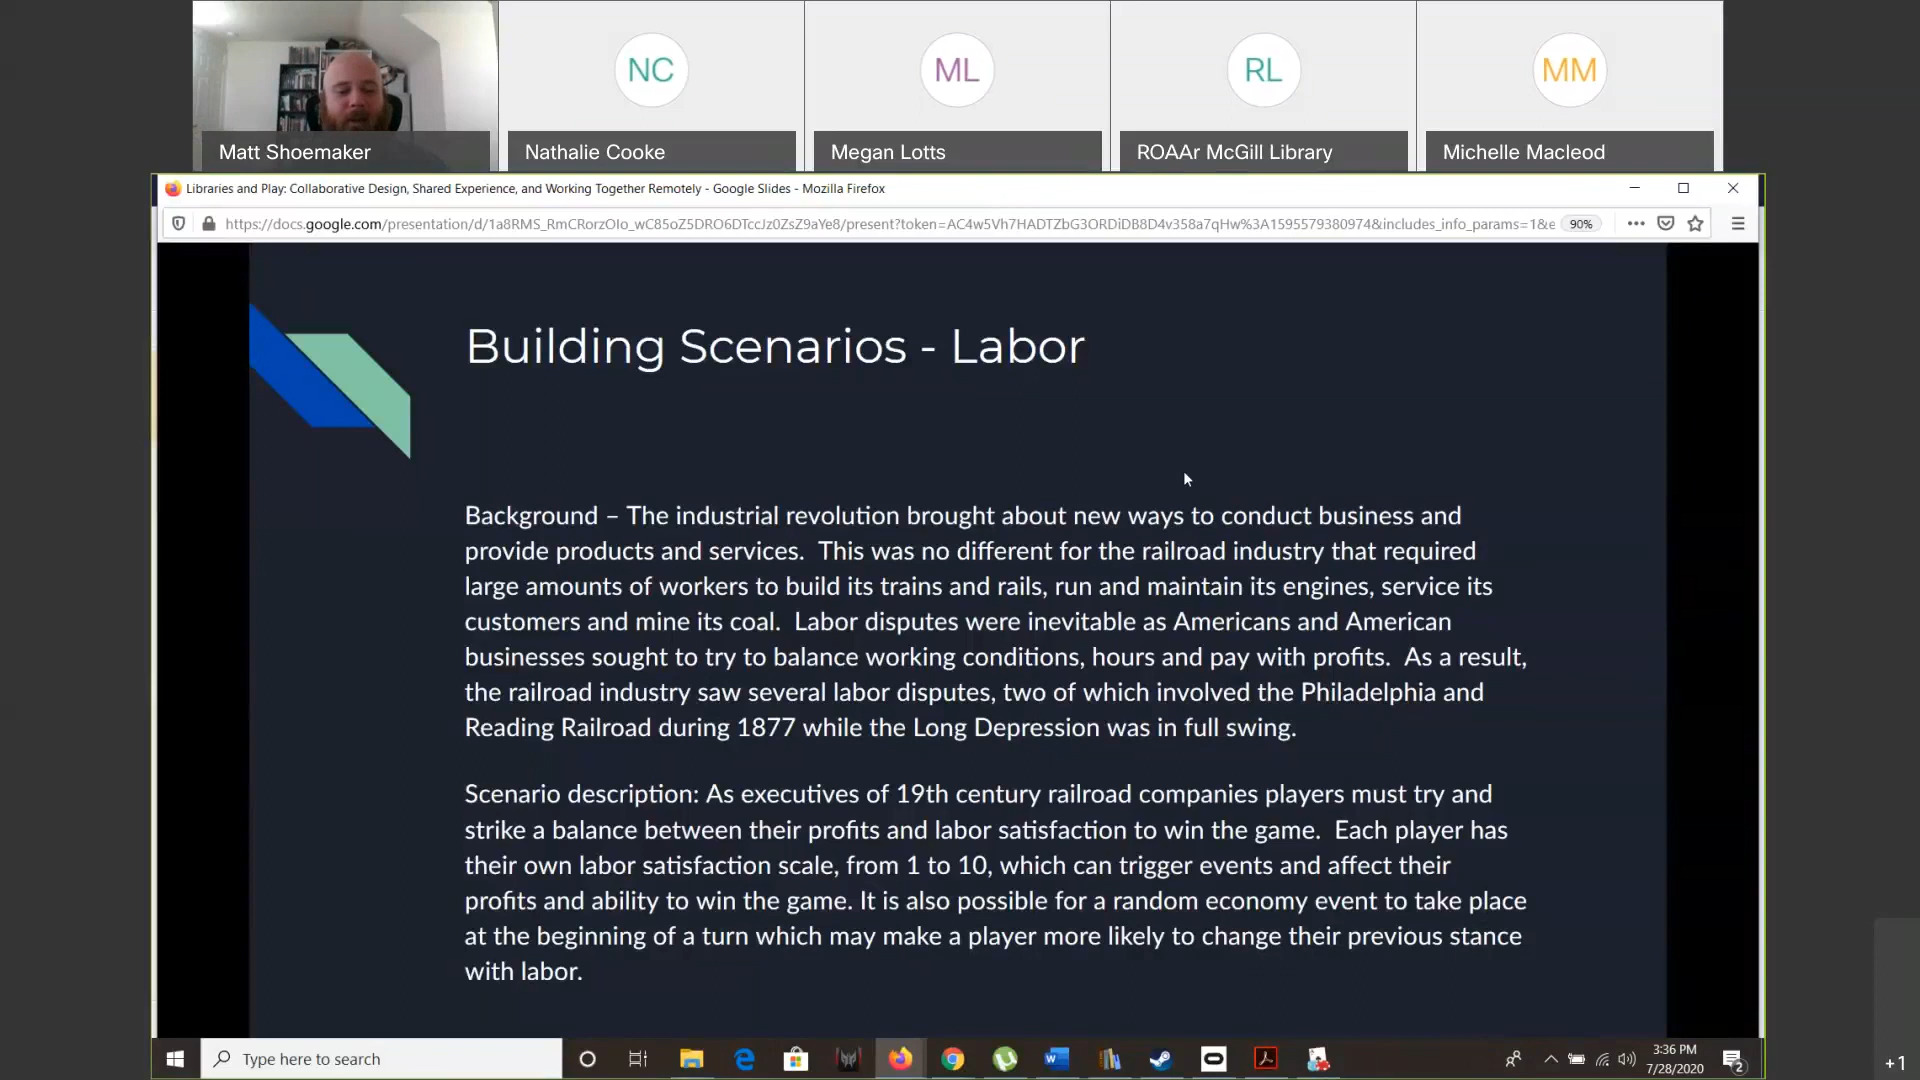 NC
ML
RL
MM
Matt Shoemaker
Nathalie Cooke
Megan Lotts
ROAAr McGill Library
Michelle Macleod
Libraries and Play: Collaborative Design, Shared Experience, and Working Together Remotely - Google Slides - Mozilla Firefox
https://docs.google.com/presentation/d/1a8RMS_RmCRorzOIo_wC85oZ5DRO6DTccJz0ZsZ9aYe8/present?token=AC4w5Vh7HADTZbG3ORDiDB8D4v358a7qHw%3A1595579380974&includes_info_params=1&e
90%
Building Scenarios - Labor
Background – The industrial revolution brought about new ways to conduct business and
provide products and services.  This was no different for the railroad industry that required
large amounts of workers to build its trains and rails, run and maintain its engines, service its
customers and mine its coal.  Labor disputes were inevitable as Americans and American
businesses sought to try to balance working conditions, hours and pay with profits.  As a result,
the railroad industry saw several labor disputes, two of which involved the Philadelphia and
Reading Railroad during 1877 while the Long Depression was in full swing.
Scenario description: As executives of 19th century railroad companies players must try and
strike a balance between their profits and labor satisfaction to win the game.  Each player has
their own labor satisfaction scale, from 1 to 10, which can trigger events and affect their
profits and ability to win the game. It is also possible for a random economy event to take place
at the beginning of a turn which may make a player more likely to change their previous stance
with labor.
Type here to search
3:36 PM
7/28/2020
2
+1